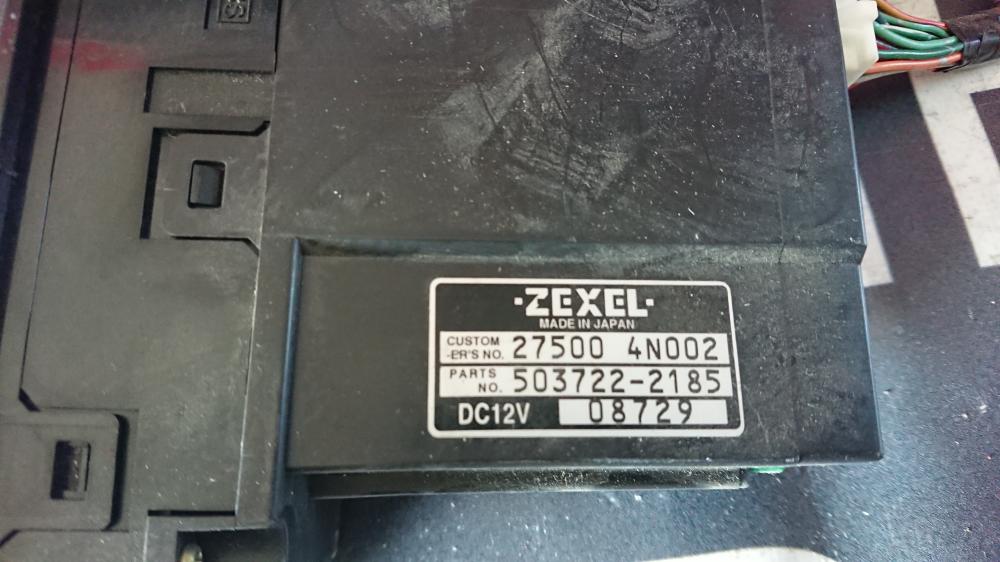 ·ZEXEL·
MADE IN JAPAN
CUSTOM
-ER'S NO. 27500 4N002
PARTS
NO. 503722-2185
DC12V 08729